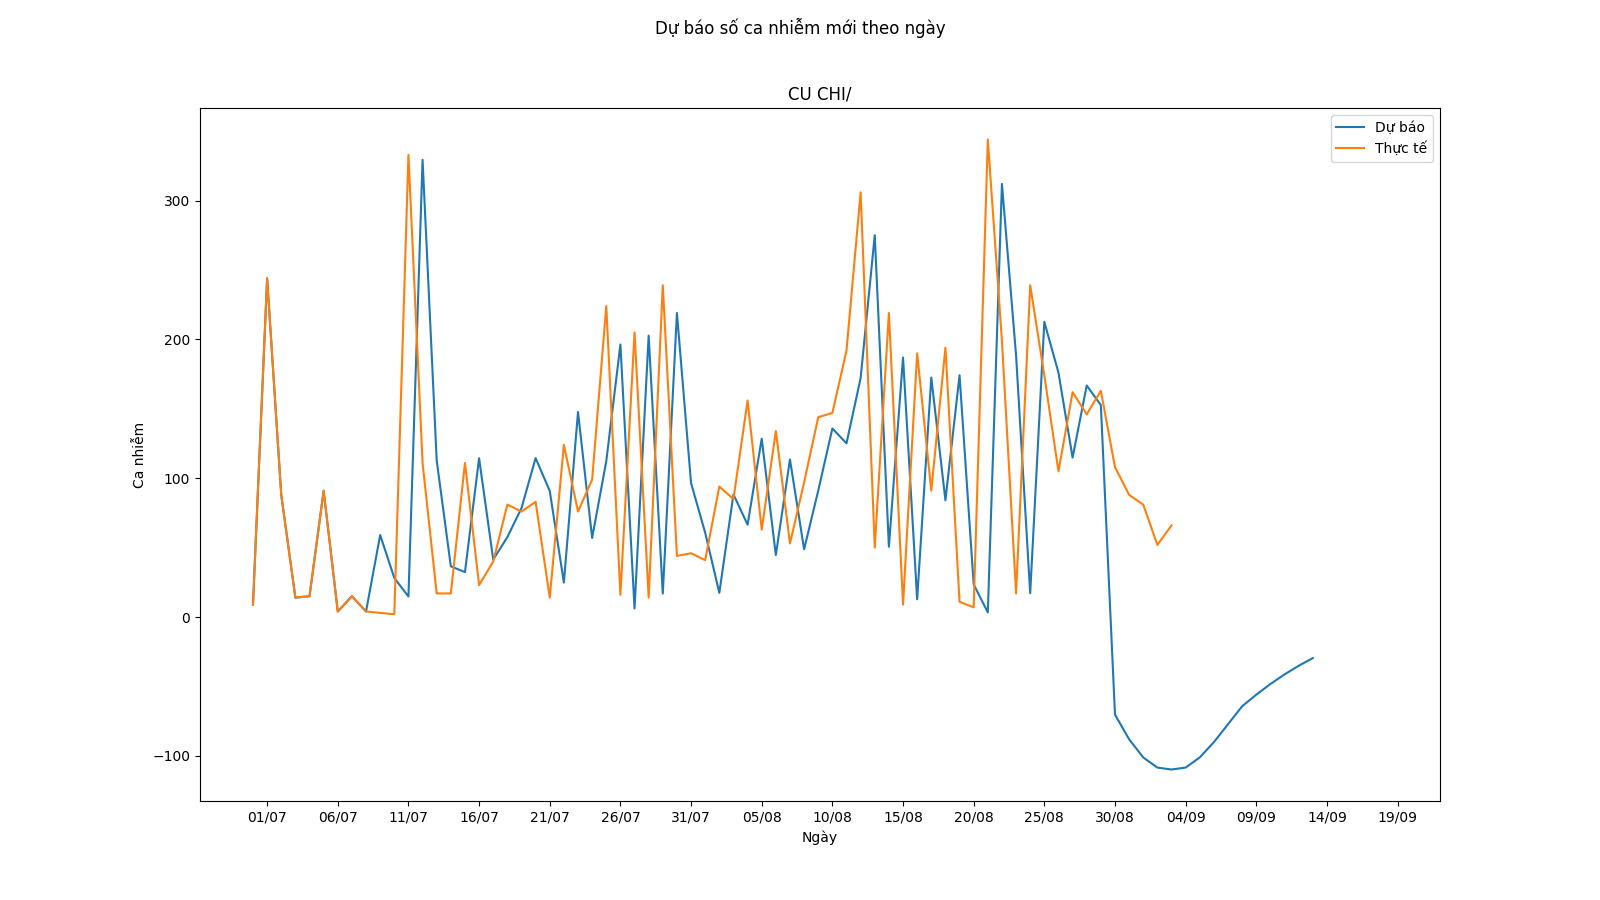 Dự báo số ca nhiễm mới theo ngày
CU CHI/
Dự báo
Thực tế
Ca nhiễm
300
200
100
0
−100
01/07 06/07 11/07 16/07 21/07 26/07 31/07 05/08 10/08 15/08 20/08 25/08 30/08 04/09 09/09 14/09 19/09
Ngày